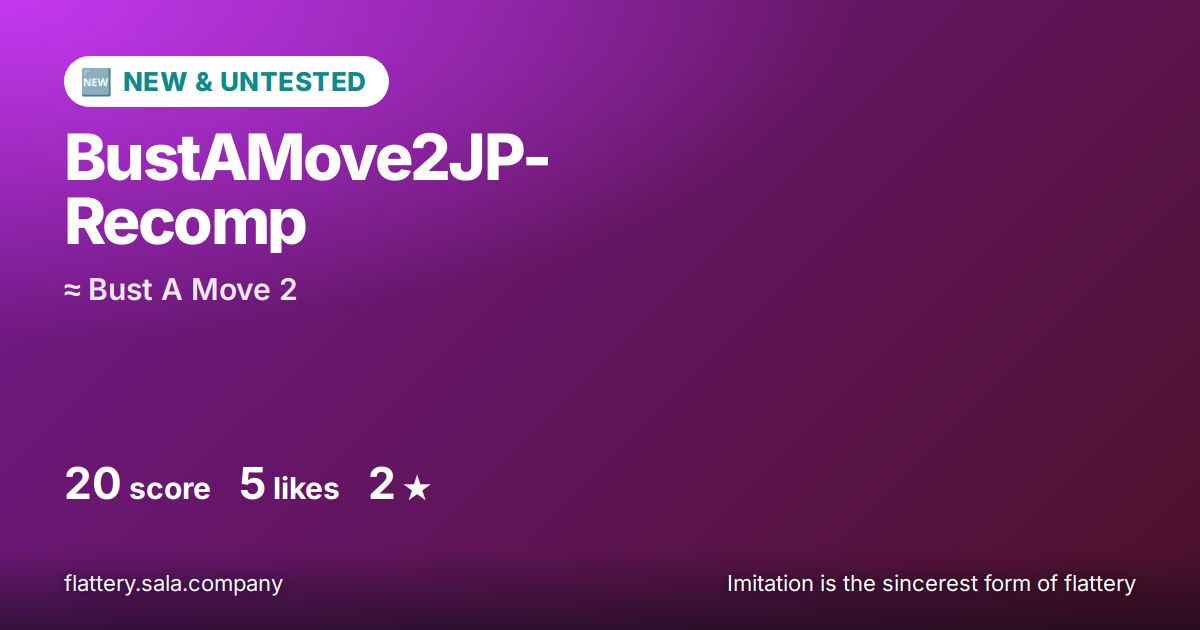 🆕 NEW & UNTESTED
BustAMove2JP-
Recomp
≈ Bust A Move 2
20 score 5 likes 2 ★
flattery.sala.company
Imitation is the sincerest form of flattery